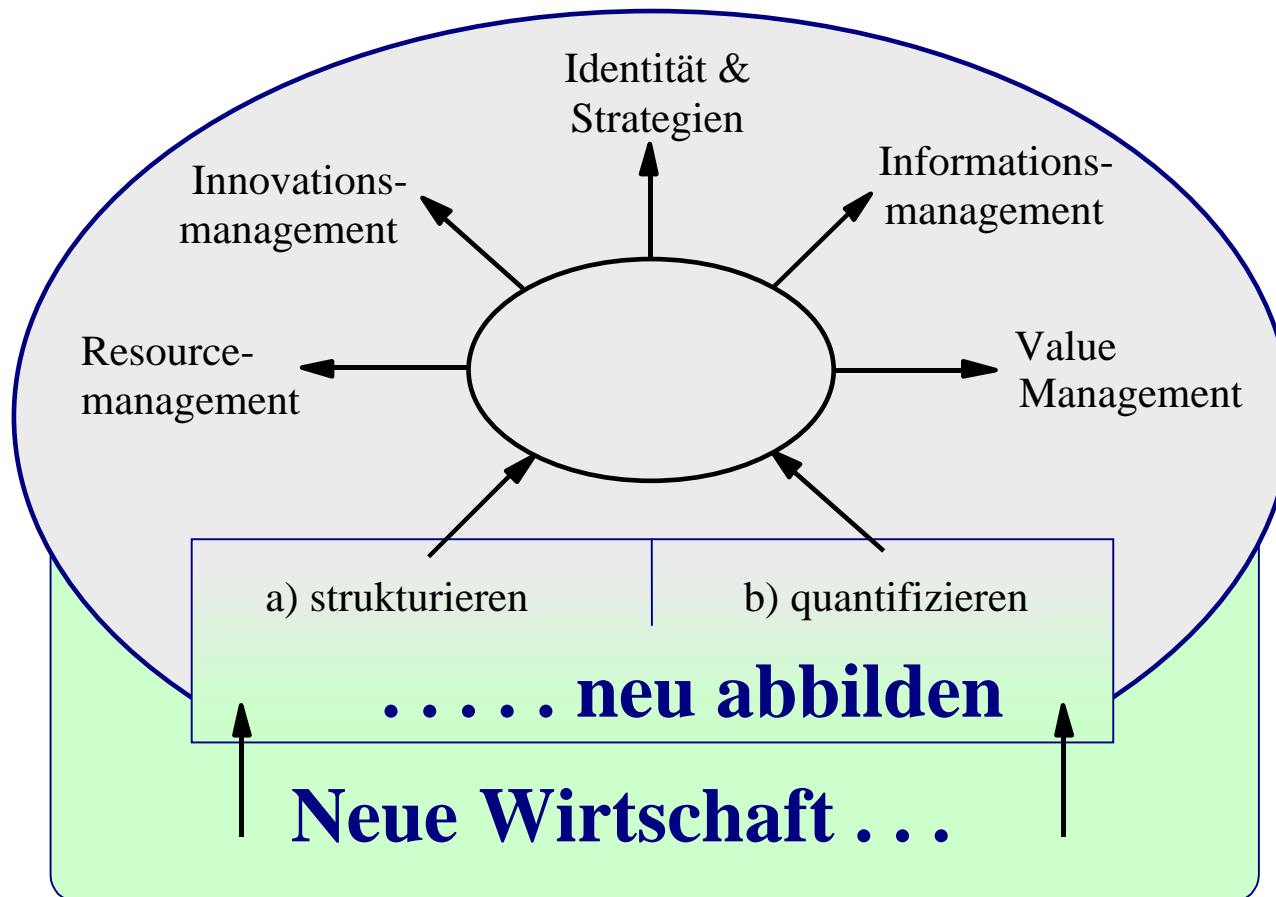 Identität &
Strategien
Innovations-
management
Informations-
management
Resource-
management
Value
Management
a) strukturieren
b) quantifizieren
. . . . . neu abbilden
Neue Wirtschaft . . .